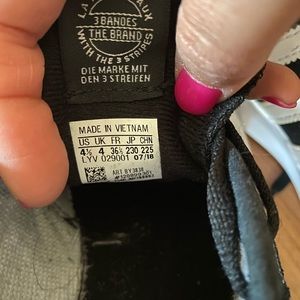 3 BANDES
THE BRAND
WITH THE 3 STRIPES
DIE MARKE MIT
DEN 3 STREIFEN
MADE IN VIETNAM
US UK FR JP CHN
4½ 4 36⅔ 230 225
LYV 029001 07/18